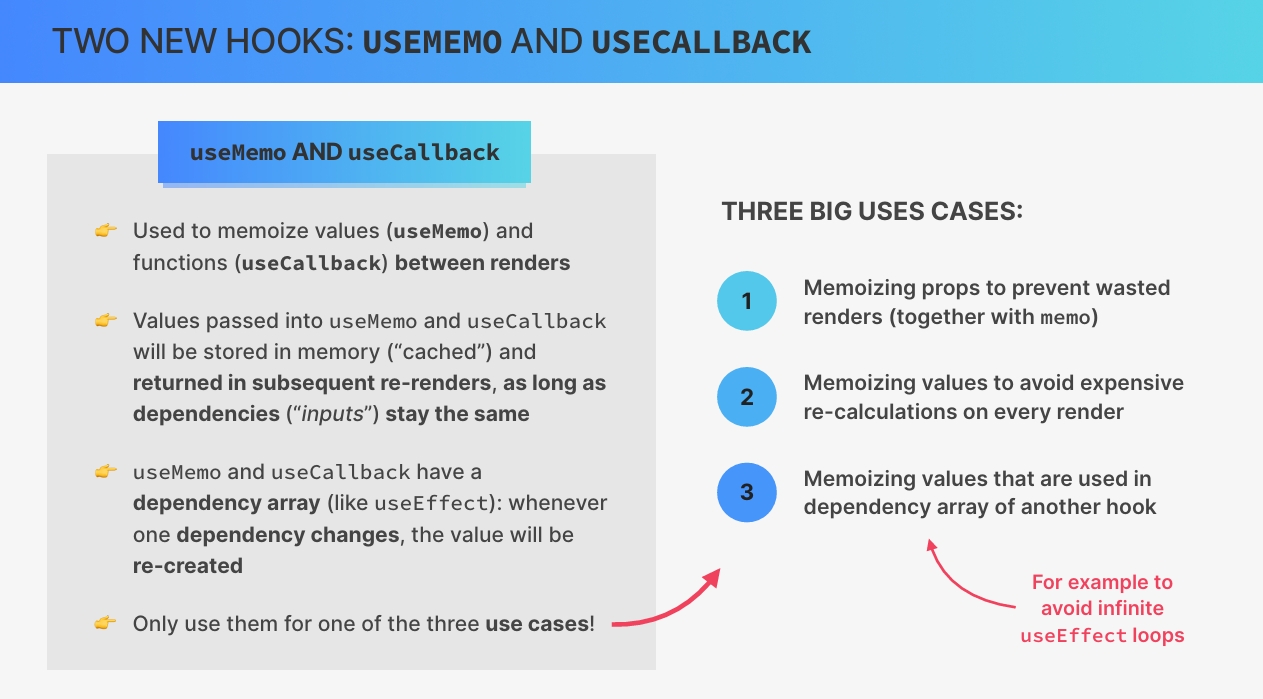 TWO NEW HOOKS: USEMEMO AND USECALLBACK
useMemo AND useCallback
👉 Used to memoize values (useMemo) and
functions (useCallback) between renders
👉 Values passed into useMemo and useCallback
will be stored in memory (“cached”) and
returned in subsequent re-renders, as long as
dependencies (“inputs”) stay the same
👉 useMemo and useCallback have a
dependency array (like useEffect): whenever
one dependency changes, the value will be
re-created
👉 Only use them for one of the three use cases!
THREE BIG USES CASES:
1 Memoizing props to prevent wasted
renders (together with memo)
2 Memoizing values to avoid expensive
re-calculations on every render
3 Memoizing values that are used in
dependency array of another hook
For example to
avoid infinite
useEffect loops